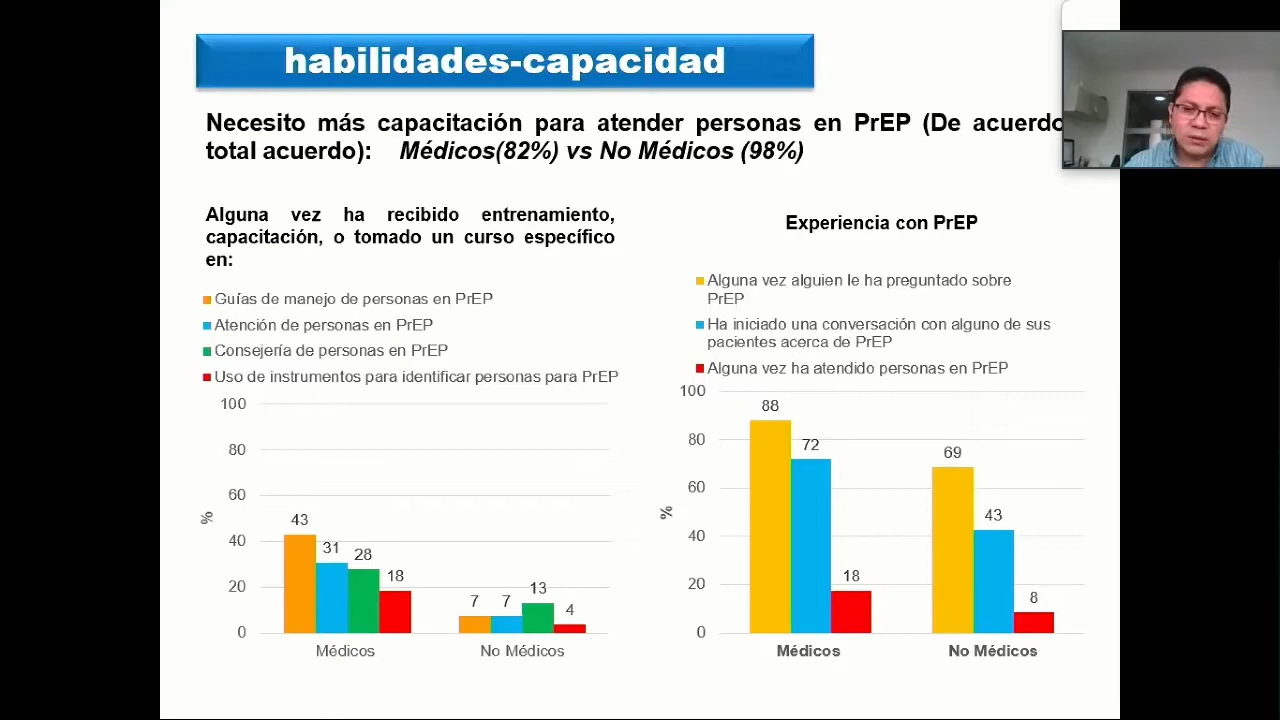 habilidades-capacidad
Necesito más capacitación para atender personas en PrEP (De acuerdo
total acuerdo): Médicos(82%) vs No Médicos (98%)
Alguna vez ha recibido entrenamiento,
capacitación, o tomado un curso específico
en:
Guías de manejo de personas en PrEP
Atención de personas en PrEP
Consejería de personas en PrEP
Uso de instrumentos para identificar personas para PrEP
100
80
60
40
20
0
%
43
31
28
18
7
7
13
4
Médicos
No Médicos
Experiencia con PrEP
Alguna vez alguien le ha preguntado sobre
PrEP
Ha iniciado una conversación con alguno de sus
pacientes acerca de PrEP
Alguna vez ha atendido personas en PrEP
100
80
60
40
20
0
%
88
72
18
69
43
8
Médicos
No Médicos